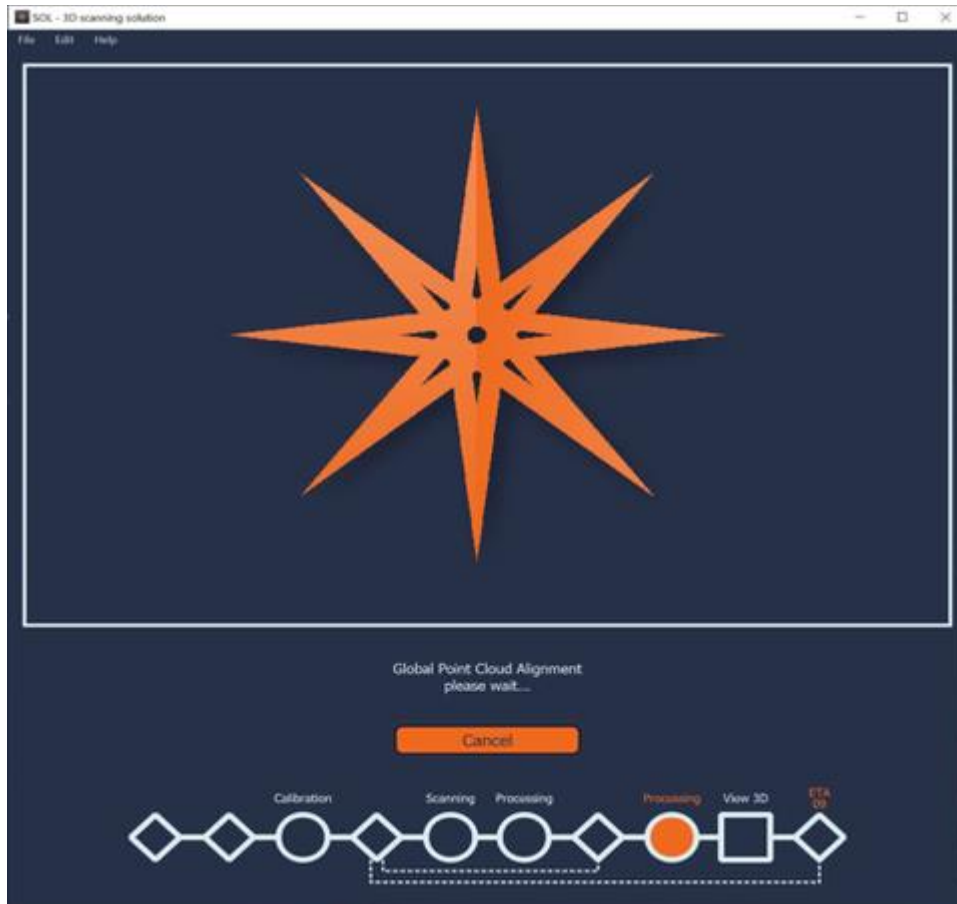 SOL - 3D scanning solution
File Edit Help
Global Point Cloud Alignment
please wait...
Cancel
Calibration Scanning Processing Processing View 3D ETA
09